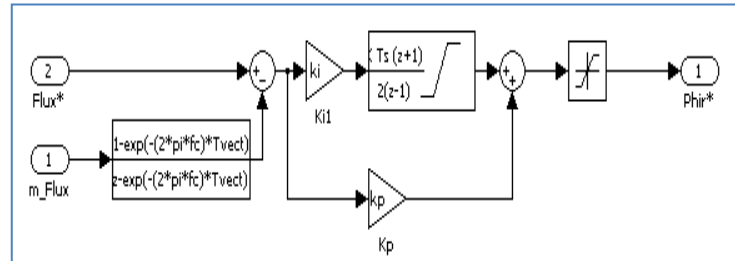 2
Flux*
+
-
ki
Ki1
K Ts (z+1)
2(z-1)
+
+
1
Phir*
1
m_Flux
1-exp(-(2*pi*fc)*Tvect)
z-exp(-(2*pi*fc)*Tvect)
kp
Kp